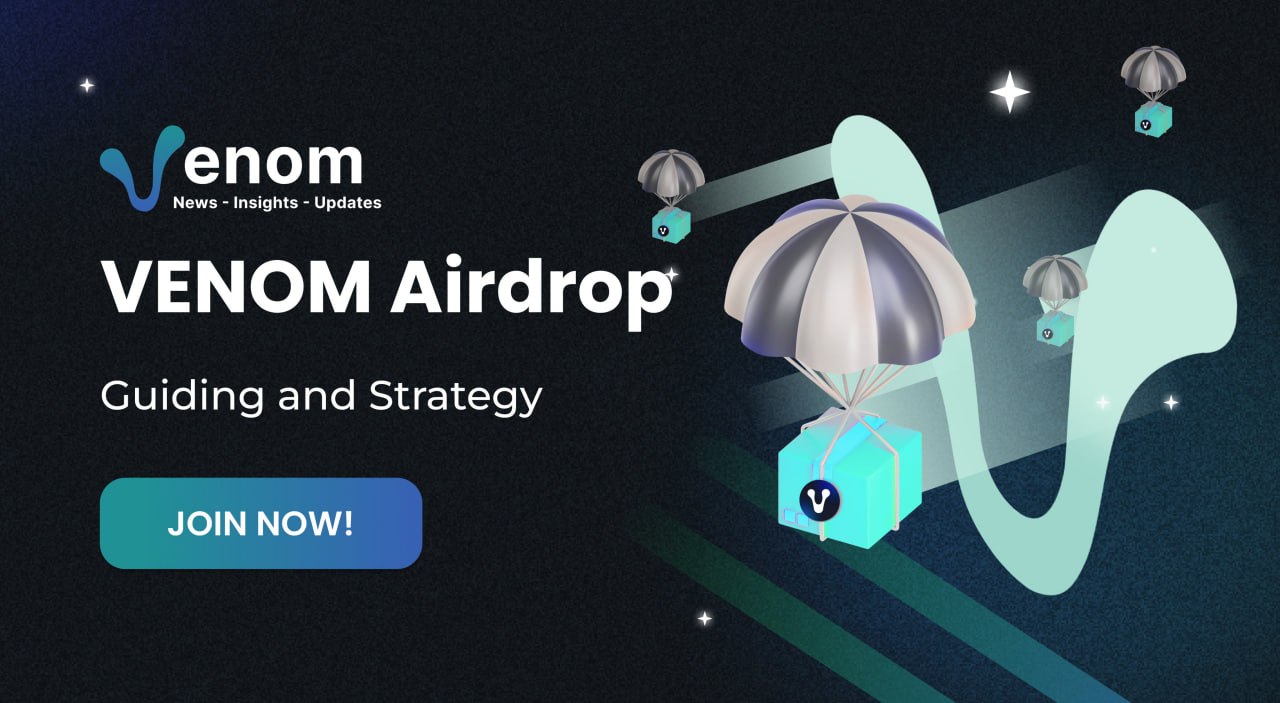 Venom
News - Insights - Updates
VENOM Airdrop
Guiding and Strategy
JOIN NOW!